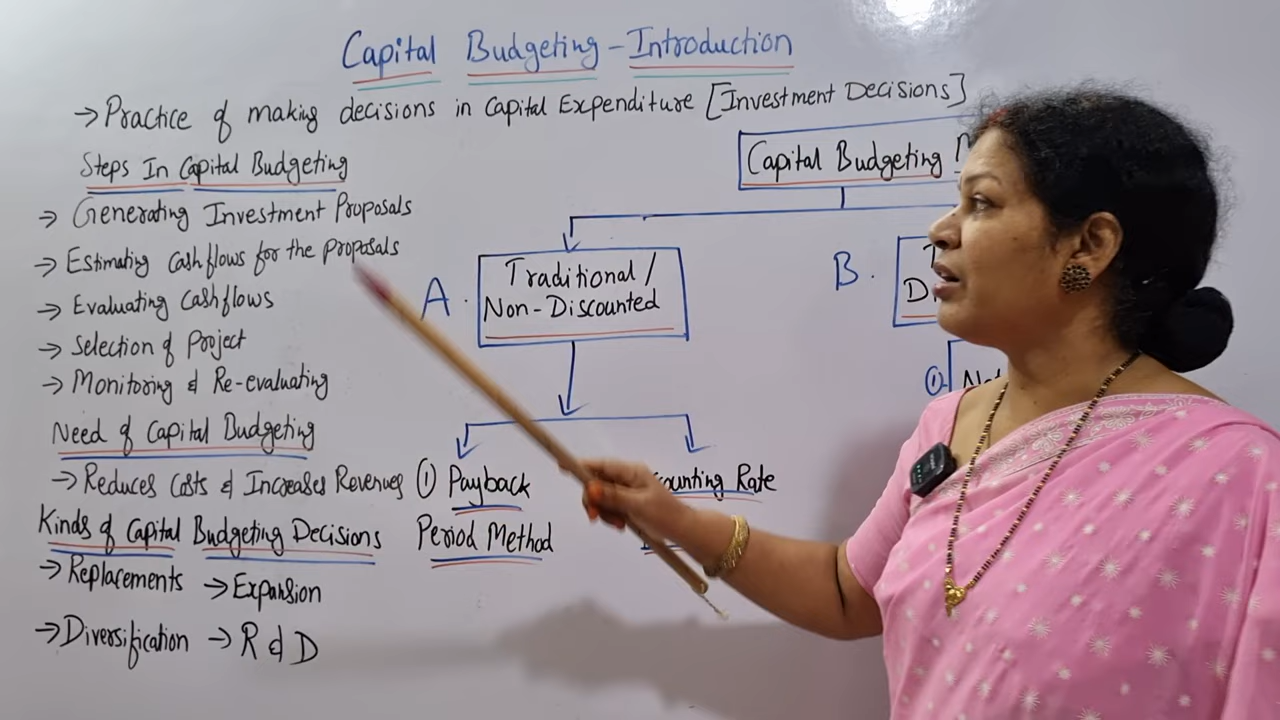 Capital Budgeting - Introduction
→ Practice of making decisions in Capital Expenditure [Investment Decisions]
Steps In Capital Budgeting
→ Generating Investment Proposals
→ Estimating Cashflows for the Proposals
→ Evaluating Cashflows
→ Selection of Project
→ Monitoring & Re-evaluating
Need of Capital Budgeting
→ Reduces Costs & Increases Revenues
Kinds of Capital Budgeting Decisions
→ Replacements → Expansion
→ Diversification → R & D
Capital Budgeting
A. Traditional /
Non-Discounted
① Payback
Period Method
Rate
B.
①